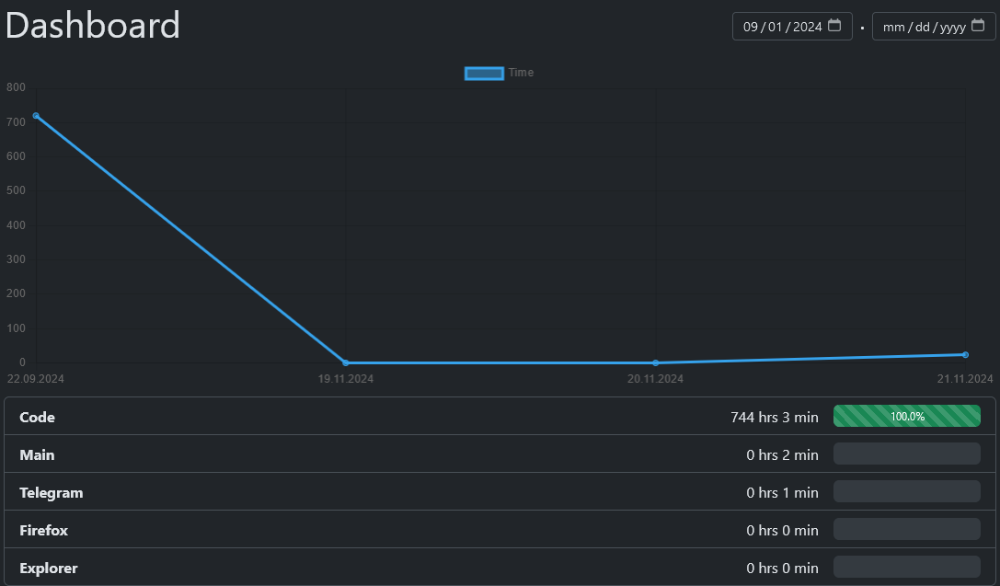 Dashboard
09/01/2024 - mm/dd/yyyy
Time
800
700
600
500
400
300
200
100
0
22.09.2024 19.11.2024 20.11.2024 21.11.2024
Code 744 hrs 3 min 100.0%
Main 0 hrs 2 min
Telegram 0 hrs 1 min
Firefox 0 hrs 0 min
Explorer 0 hrs 0 min